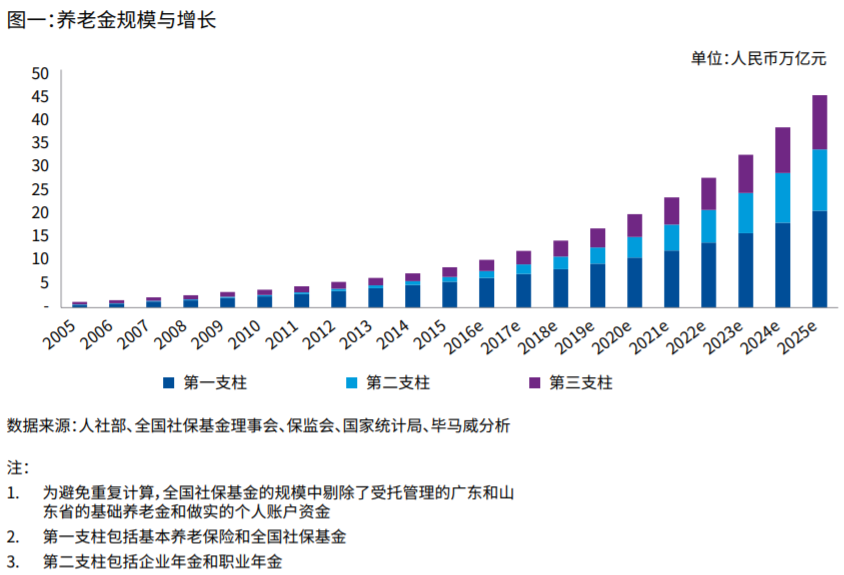 图一：养老金规模与增长
单位：人民币万亿元
50
45
40
35
30
25
20
15
10
5
-
2005 2006 2007 2008 2009 2010 2011 2012 2013 2014 2015 2016e 2017e 2018e 2019e 2020e 2021e 2022e 2023e 2024e 2025e
第一支柱 第二支柱 第三支柱
数据来源：人社部、全国社保基金理事会、保监会、国家统计局、毕马威分析
注：
1. 为避免重复计算，全国社保基金的规模中剔除了受托管理的广东和山
东省的基础养老金和做实的个人账户资金
2. 第一支柱包括基本养老保险和全国社保基金
3. 第二支柱包括企业年金和职业年金